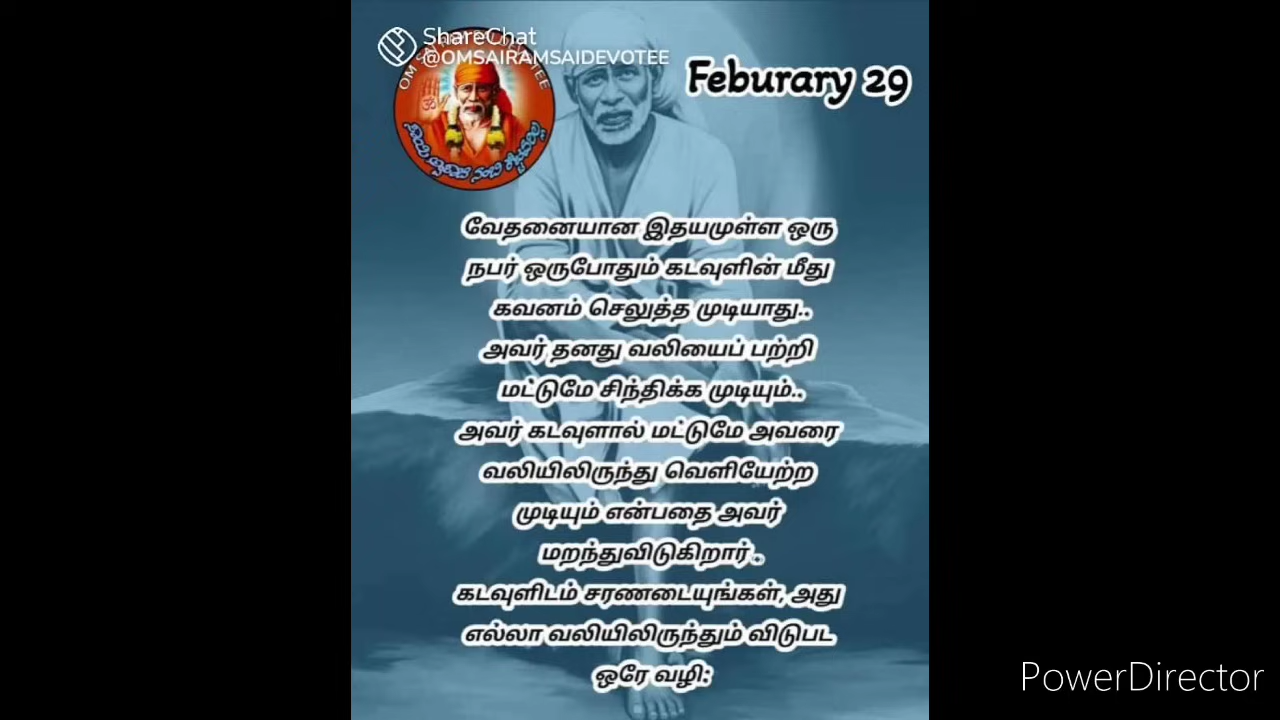 ShareChat
@OMSAIRAMSAIDEVOTEE
Feburary 29
வேதனையான இதயமுள்ள ஒரு
நபர் ஒருபோதும் கடவுளின் மீது
கவனம் செலுத்த முடியாது..
அவர் தனது வலியைப் பற்றி
மட்டுமே சிந்திக்க முடியும்..
அவர் கடவுளால் மட்டுமே அவரை
வலியிலிருந்து வெளியேற்ற
முடியும் என்பதை அவர்
மறந்துவிடுகிறார்.
கடவுளிடம் சரணடையுங்கள், அது
எல்லா வலியிலிருந்தும் விடுபட
ஒரே வழி:
PowerDirector